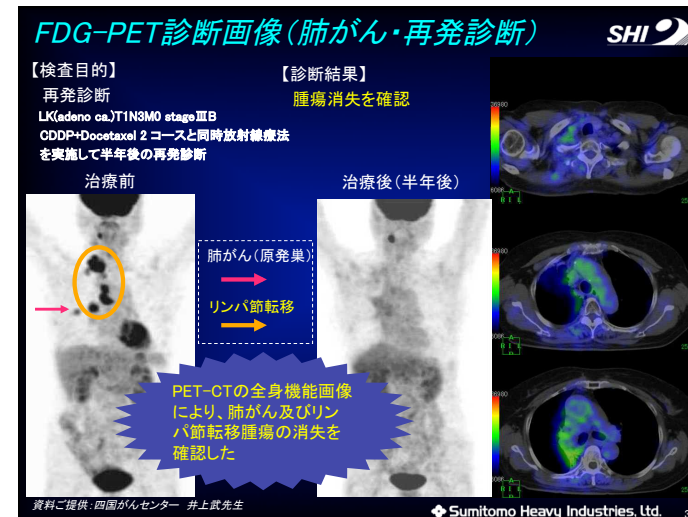 FDG-PET診断画像(肺がん・再発診断)
SHI
【検査目的】
再発診断
LK(adeno ca.)T1N3M0 stageⅢB
CDDP+Docetaxel 2 コースと同時放射線療法
を実施して半年後の再発診断
【診断結果】
腫瘍消失を確認
治療前
治療後(半年後)
肺がん(原発巣)
リンパ節転移
PET-CTの全身機能画像
により、肺がん及びリン
パ節転移腫瘍の消失を
確認した
資料ご提供:四国がんセンター 井上武先生
Sumitomo Heavy Industries, Ltd.